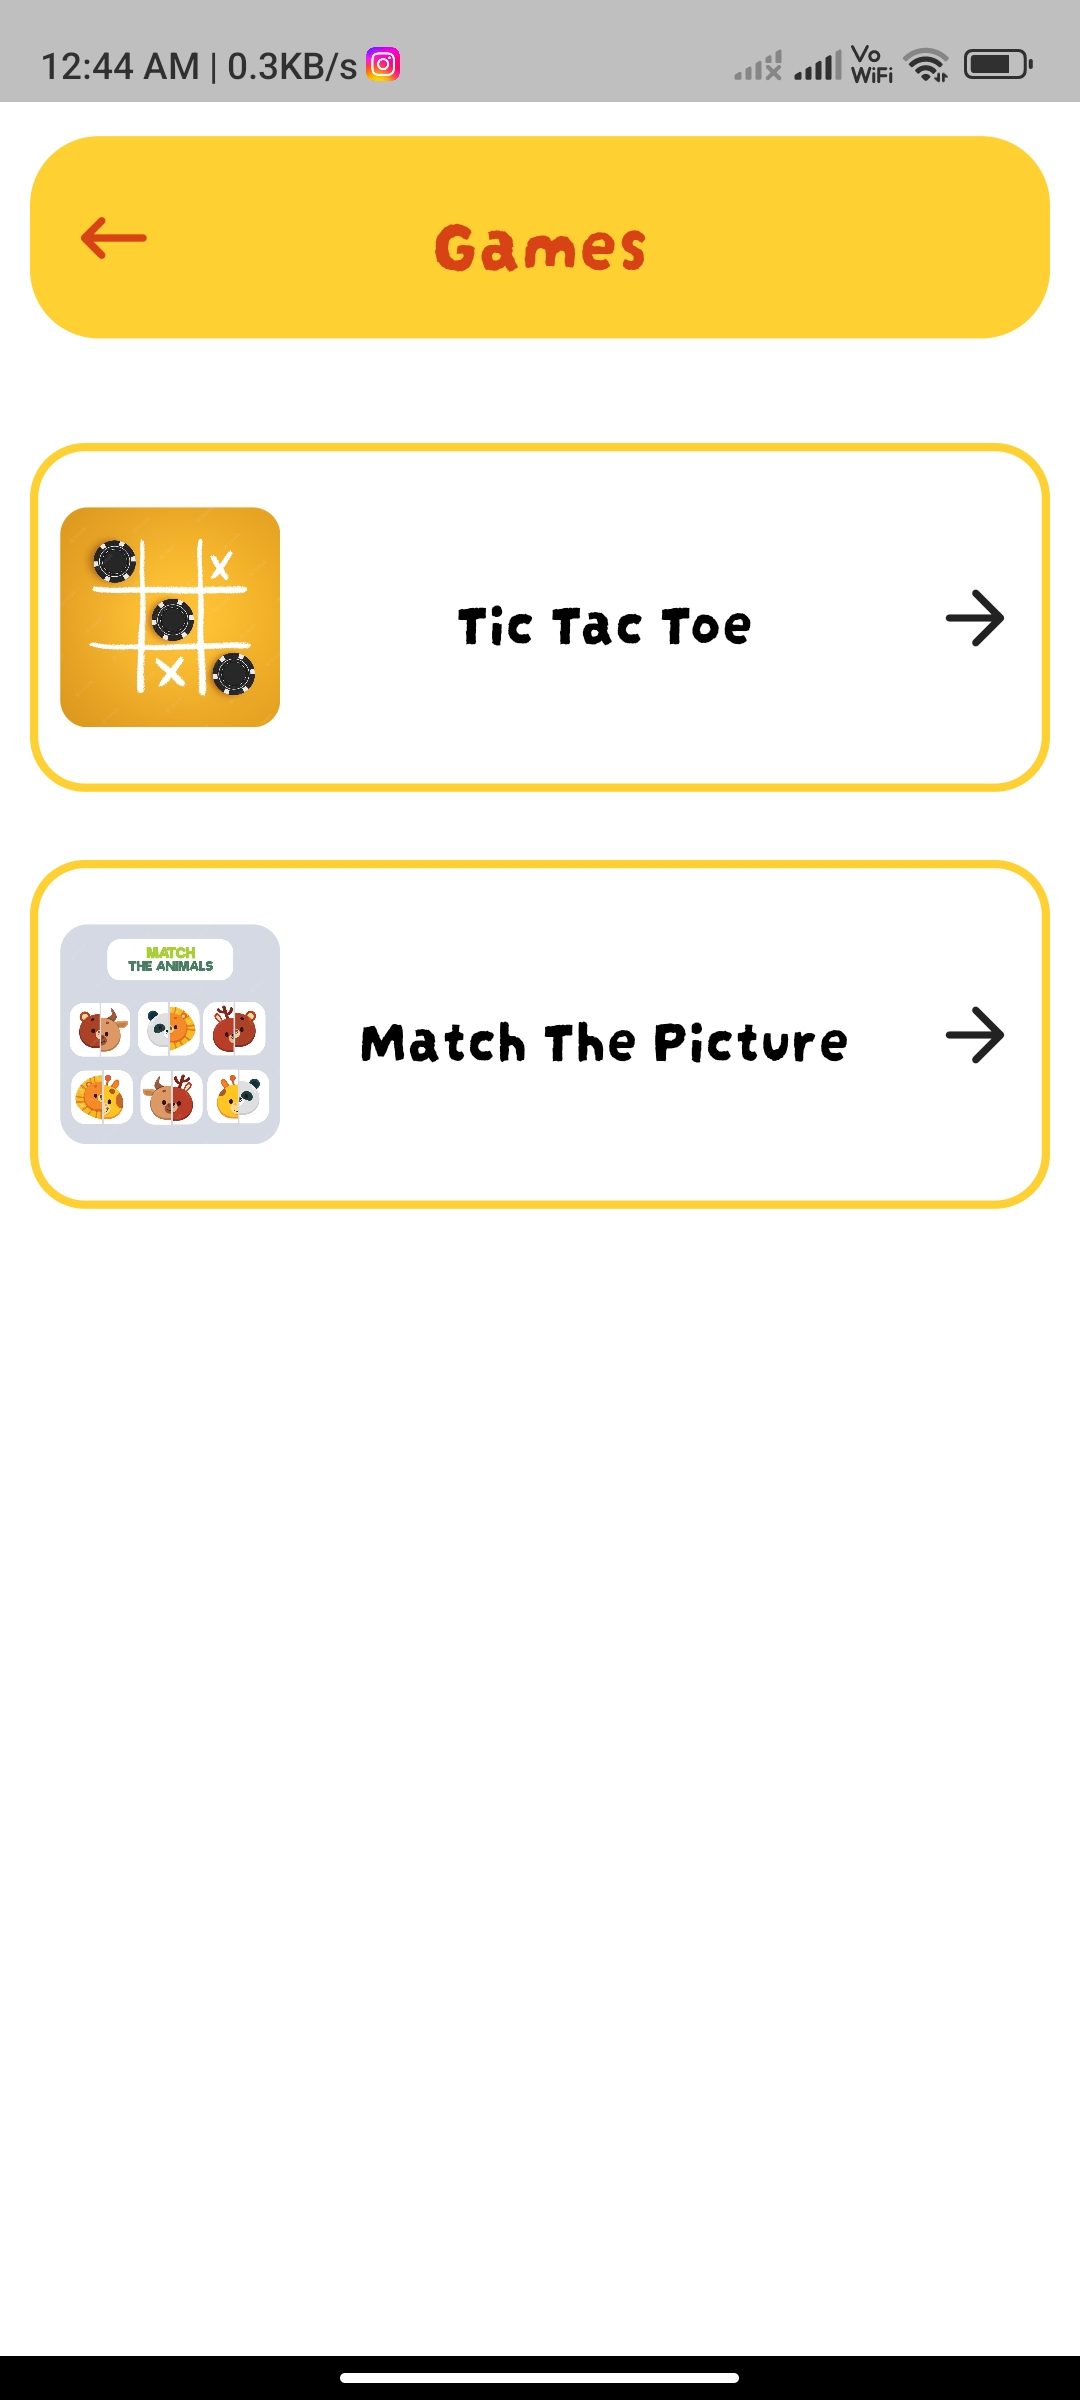 12:44 AM | 0.3KB/s
Vo
WiFi
Games
Tic Tac Toe
MATCH
THE ANIMALS
Match The Picture